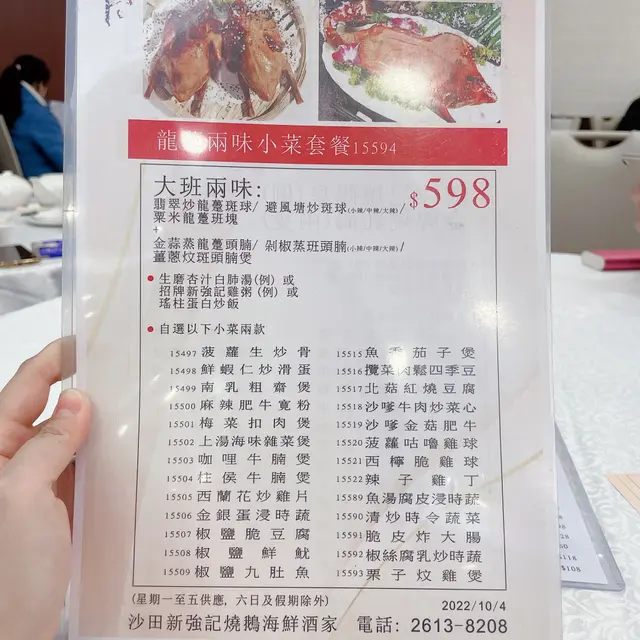 龍躉兩味小菜套餐15594
大班兩味:
$598
翡翠炒龍躉斑球/ 避風塘炒斑球(小辣/中辣/大辣)/
粟米龍躉斑塊
+
金蒜蒸龍躉頭腩/ 剁椒蒸斑頭腩(小辣/中辣/大辣)/
薑蔥炆斑頭腩煲
• 生磨杏汁白肺湯(例) 或
招牌新強記雞粥 (例) 或
瑤柱蛋白炒飯
• 自選以下小菜兩款
15497 菠蘿生炒骨
15498 鮮蝦仁炒滑蛋
15499 南乳粗齋煲
15500 麻辣肥牛寬粉
15501 梅菜扣肉煲
15502 上湯海味雜菜煲
15503 咖哩牛腩煲
15504 柱侯牛腩煲
15505 西蘭花炒雞片
15506 金銀蛋浸時蔬
15507 椒鹽脆豆腐
15508 椒鹽鮮魷
15509 椒鹽九肚魚
15515 魚香茄子煲
15516 欖菜肉鬆四季豆
15517 北菇紅燒豆腐
15518 沙嗲牛肉炒菜心
15519 沙嗲金菇肥牛
15520 菠蘿咕嚕雞球
15521 西檸脆雞球
15522 辣子雞丁
15589 魚湯腐皮浸時蔬
15590 清炒時令蔬菜
15591 脆皮炸大腸
15592 椒絲腐乳炒時蔬
15593 栗子炆雞煲
(星期一至五供應, 六日及假期除外)
2022/10/4
沙田新強記燒鵝海鮮酒家 電話: 2613-8208
$108